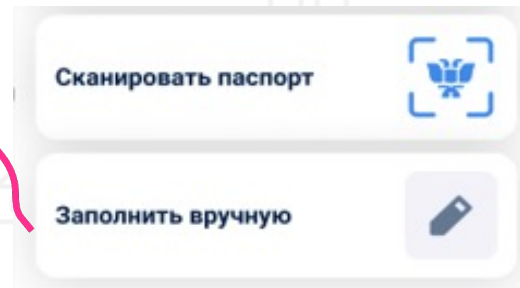 Сканировать паспорт
Заполнить вручную